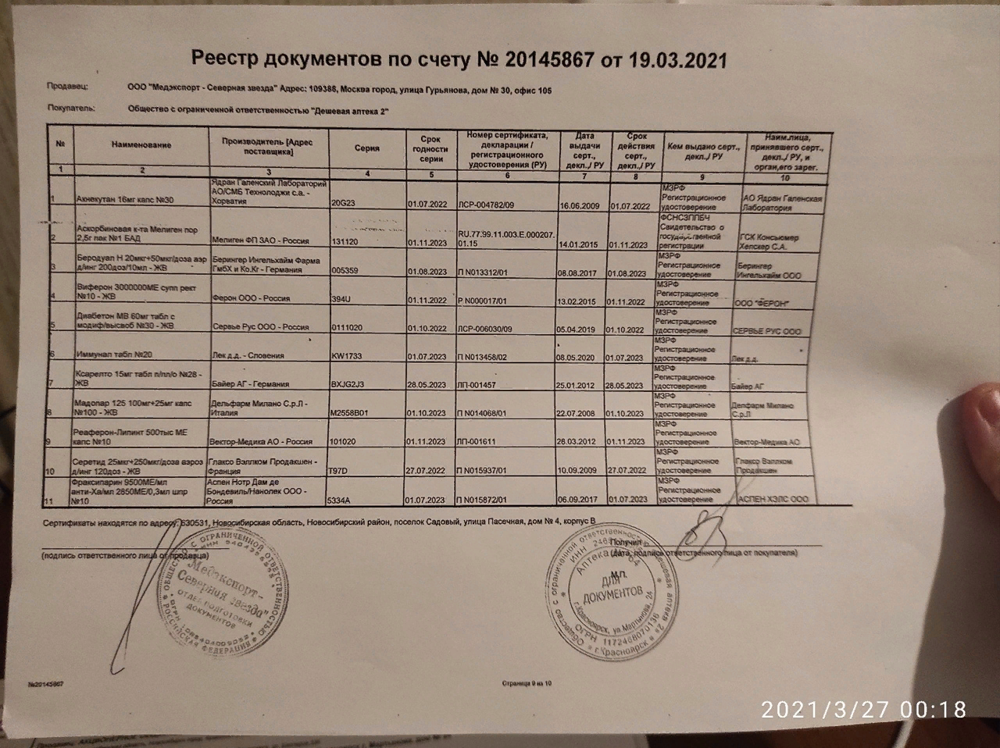 Реестр документов по счету № 20145867 от 19.03.2021
Продавец: ООО "Медэкспорт - Северная звезда" Адрес: 109388, Москва город, улица Гурьянова, дом № 30, офис 105
Покупатель: Общество с ограниченной ответственностью "Дешевая аптека 2"
№ | Наименование | Производитель [Адрес поставщика] | Серия | Срок годности серии | Номер сертификата, декларации / регистрационного удостоверения (РУ) | Дата выдачи серт., декл../ РУ | Срок действия серт., декл../ РУ | Кем выдано серт., декл../ РУ | Наим.лица, принявшего серт., декл./ РУ, и орган,его зарег.
1 | 2 | 3 | 4 | 5 | 6 | 7 | 8 | 9 | 10
1 | Акнекутан 16мг капс №30 | Ядран Галенский Лабораторий АО/СМБ Технолоджи с.а. - Хорватия | 20G23 | 01.07.2022 | ЛСР-004782/09 | 16.06.2009 | 01.07.2022 | МЗРФ Регистрационное удостоверение | АО Ядран Галенская Лаборатория
2 | Аскорбиновая к-та Мелиген пор 2,5г пак №1 БАД | Мелиген ФП ЗАО - Россия | 131120 | 01.11.2023 | RU.77.99.11.003.E.000207.01.15 | 14.01.2015 | 01.11.2023 | ФСНСЗППБЧ Свидетельство о государственной регистрации | ГСК Консьюмер Хелскер С.А.
3 | Беродуал Н 20мкг+50мкг/доза аэр д/инг 200доз/10мл - ЖВ | Берингер Ингельхайм Фарма ГмбХ и Ко.Кг - Германия | 005359 | 01.08.2023 | П N013312/01 | 08.08.2017 | 01.08.2023 | МЗРФ Регистрационное удостоверение | Берингер Ингельхайм ООО
4 | Виферон 3000000МЕ супп рект №10 - ЖВ | Ферон ООО - Россия | 394U | 01.11.2022 | Р N000017/01 | 13.02.2015 | 01.11.2022 | МЗРФ Регистрационное удостоверение | ООО "ФЕРОН"
5 | Диабетон МВ 60мг табл с модиф/высвоб №30 - ЖВ | Сервье Рус ООО - Россия | 0111020 | 01.10.2022 | ЛСР-006030/09 | 05.04.2019 | 01.10.2022 | МЗРФ Регистрационное удостоверение | СЕРВЬЕ РУС ООО
6 | Иммунал табл №20 | Лек д.д. - Словения | KW1733 | 01.07.2023 | П N013458/02 | 08.05.2020 | 01.07.2023 | МЗРФ Регистрационное удостоверение | Лек д.д.
7 | Ксарелто 15мг табл п/пл/о №28 - ЖВ | Байер АГ - Германия | BXJG2J3 | 28.05.2023 | ЛП-001457 | 25.01.2012 | 28.05.2023 | МЗРФ Регистрационное удостоверение | Байер АГ
8 | Мадопар 125 100мг+25мг капс №100 - ЖВ | Дельфарм Милано С.р.Л - Италия | M2558B01 | 01.10.2023 | П N014068/01 | 22.07.2008 | 01.10.2023 | МЗРФ Регистрационное удостоверение | Делфарм Милано С.р.Л
9 | Реаферон-Липинт 500тыс МЕ капс №10 | Вектор-Медика АО - Россия | 101020 | 01.11.2023 | ЛП-001611 | 28.03.2012 | 01.11.2023 | МЗРФ Регистрационное удостоверение | Вектор-Медика АО
10 | Серетид 25мкг+250мкг/доза аэроз д/инг 120доз - ЖВ | Глаксо Вэллком Продакшен - Франция | T97D | 27.07.2022 | П N015937/01 | 10.09.2009 | 27.07.2022 | МЗРФ Регистрационное удостоверение | Глаксо Вэллком Продакшен
11 | Фраксипарин 9500МЕ/мл анти-Ха/мл 2850МЕ/0,3мл шпр №10 | Аспен Нотр Дам де Бондевиль/Нанолек ООО - Россия | 5334A | 01.07.2023 | П N015872/01 | 06.09.2017 | 01.07.2023 | МЗРФ Регистрационное удостоверение | АСПЕН ХЭЛС ООО
Сертификаты находятся по адресу: 630531, Новосибирская область, Новосибирский район, поселок Садовый, улица Пасечная, дом № 4, корпус В
(подпись ответственного лица от продавца)
Получил
(дата, подпись ответственного лица от покупателя)
М.П.
ОБЩЕСТВО С ОГРАНИЧЕННОЙ ОТВЕТСТВЕННОСТЬЮ
РОССИЙСКАЯ ФЕДЕРАЦИЯ
"Медэкспорт - Северная звезда"
ОТДЕЛ ПОДГОТОВКИ ДОКУМЕНТОВ
Общество с ограниченной ответственностью "Дешевая аптека 2"
г.Красноярск
ОГРН 1172468070136
г.Красноярск, ул.Мартынова, 24
ДЛЯ ДОКУМЕНТОВ
№20145867
Страница 9 из 10
2021/3/27 00:18